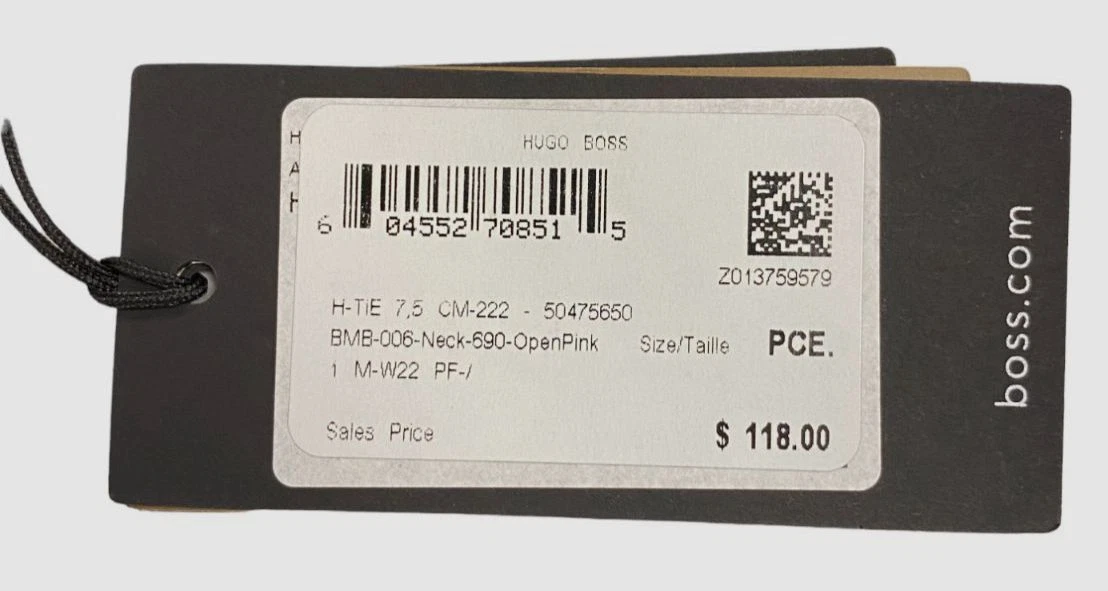 H
A
H
HUGO BOSS
6 04552 70851 5
Z013759579
H-TiE 7,5 CM-222 - 50475650
BMB-006-Neck-690-OpenPink Size/Taille PCE.
1 M-W22 PF-/
Sales Price $ 118.00
boss.com